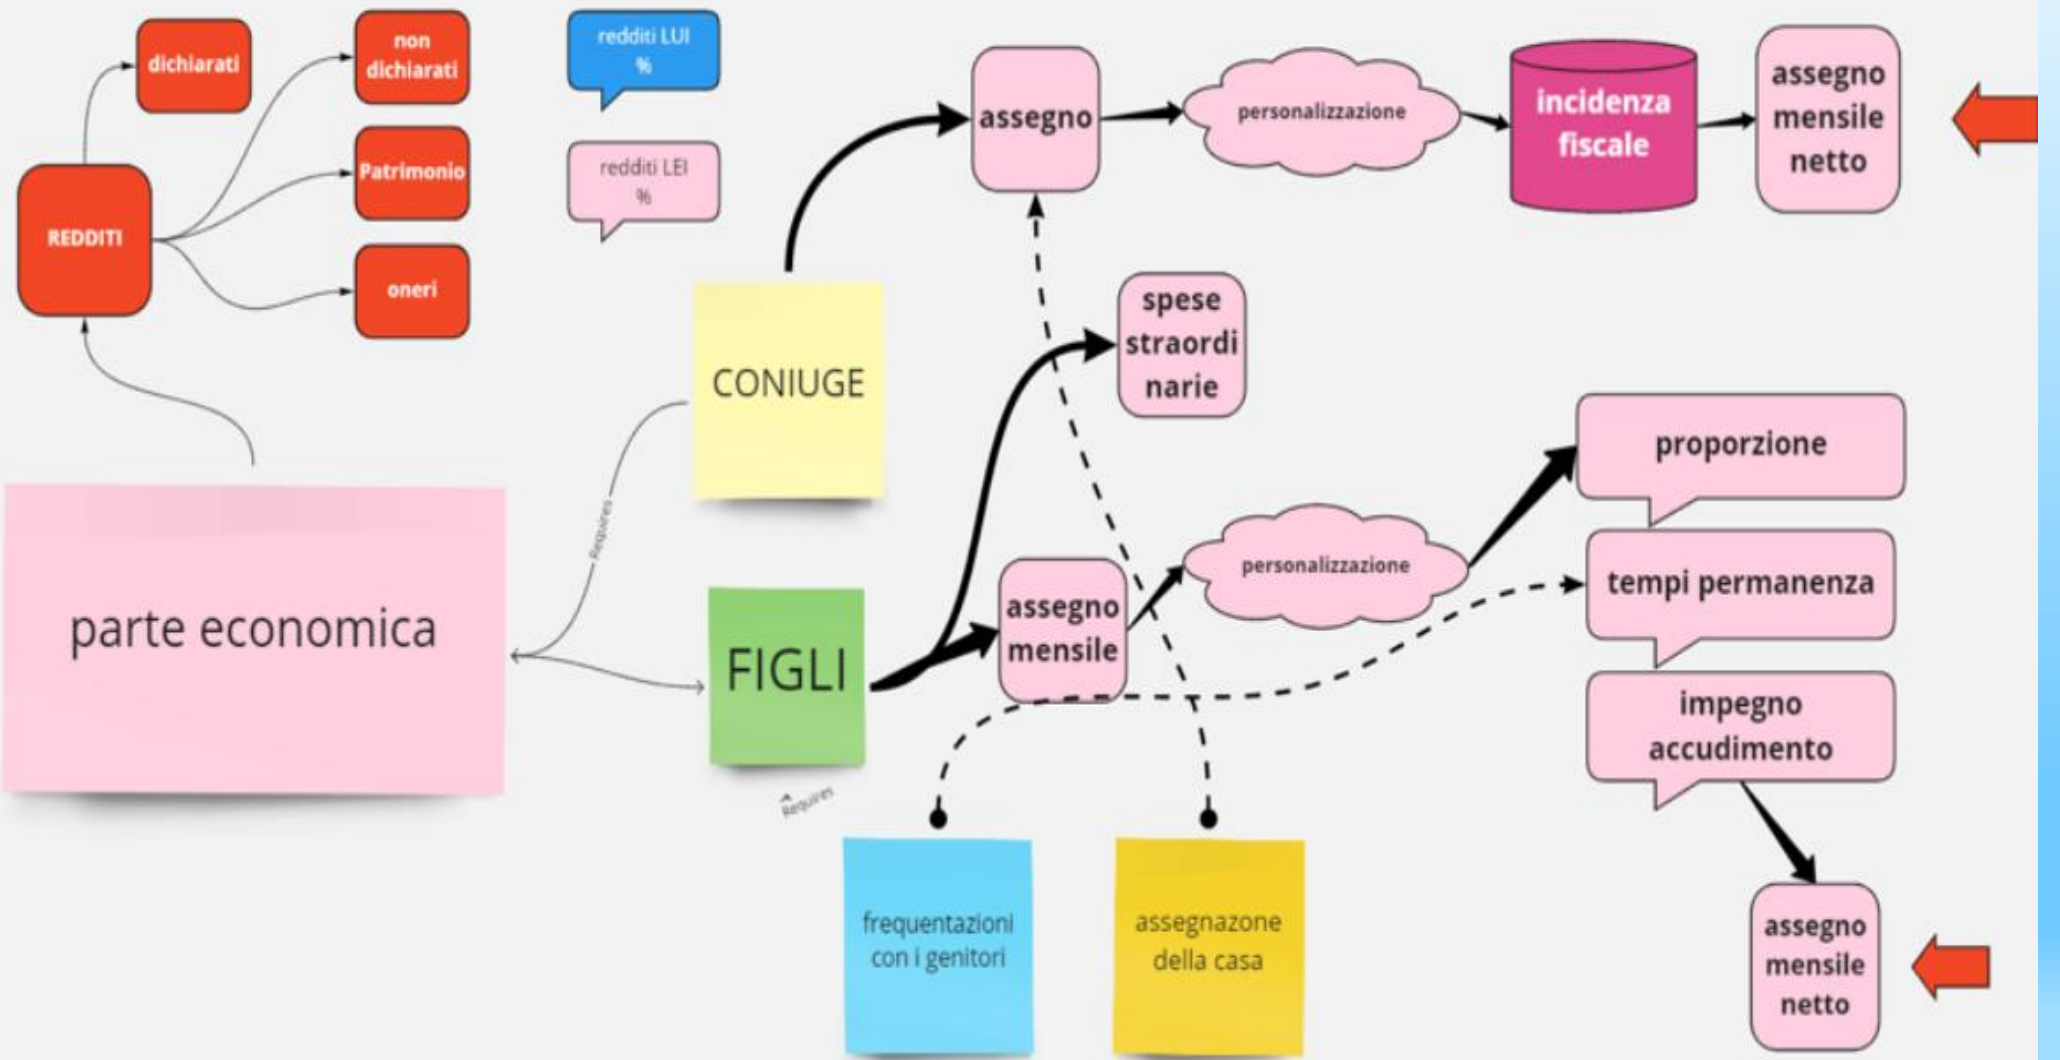 dichiarati
non
dichiarati
Patrimonio
REDDITI
oneri
redditi LUI
%
redditi LEI
%
assegno
personalizzazione
incidenza
fiscale
assegno
mensile
netto
CONIUGE
spese
straordi
narie
Requires
parte economica
FIGLI
Requires
assegno
mensile
personalizzazione
proporzione
tempi permanenza
impegno
accudimento
frequentazioni
con i genitori
assegnazone
della casa
assegno
mensile
netto